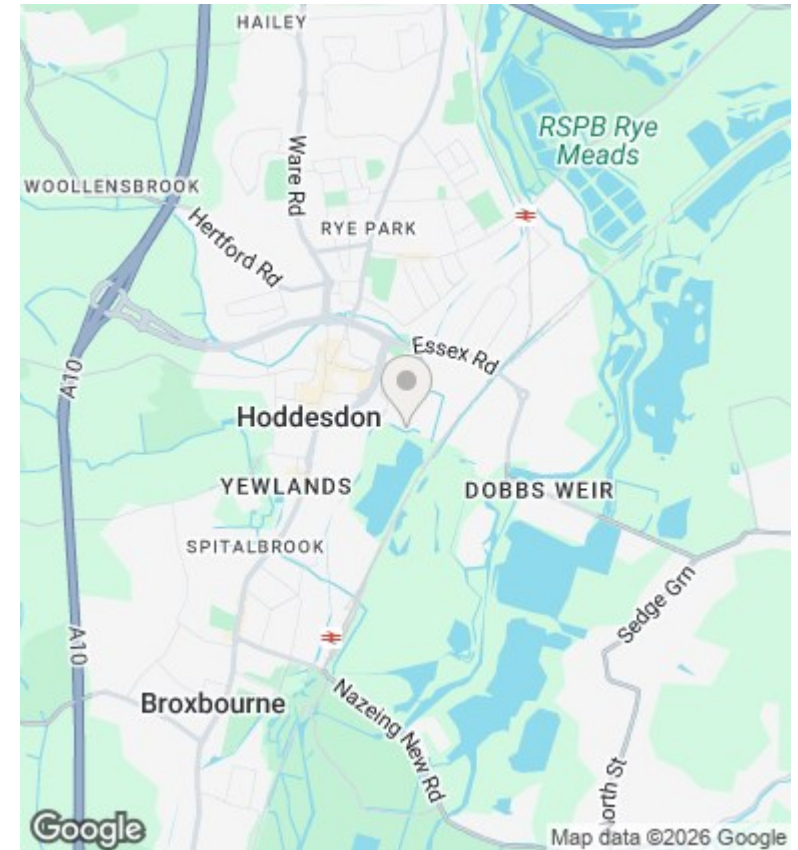 HAILEY
RSPB Rye
Meads
Ware Rd
WOOLLENSBROOK
RYE PARK
Hertford Rd
Essex Rd
A10
Hoddesdon
YEWLANDS
DOBBS WEIR
SPITALBROOK
Sedge Grn
A10
Broxbourne
Nazeing New Rd
North St
Google
Map data ©2026 Google